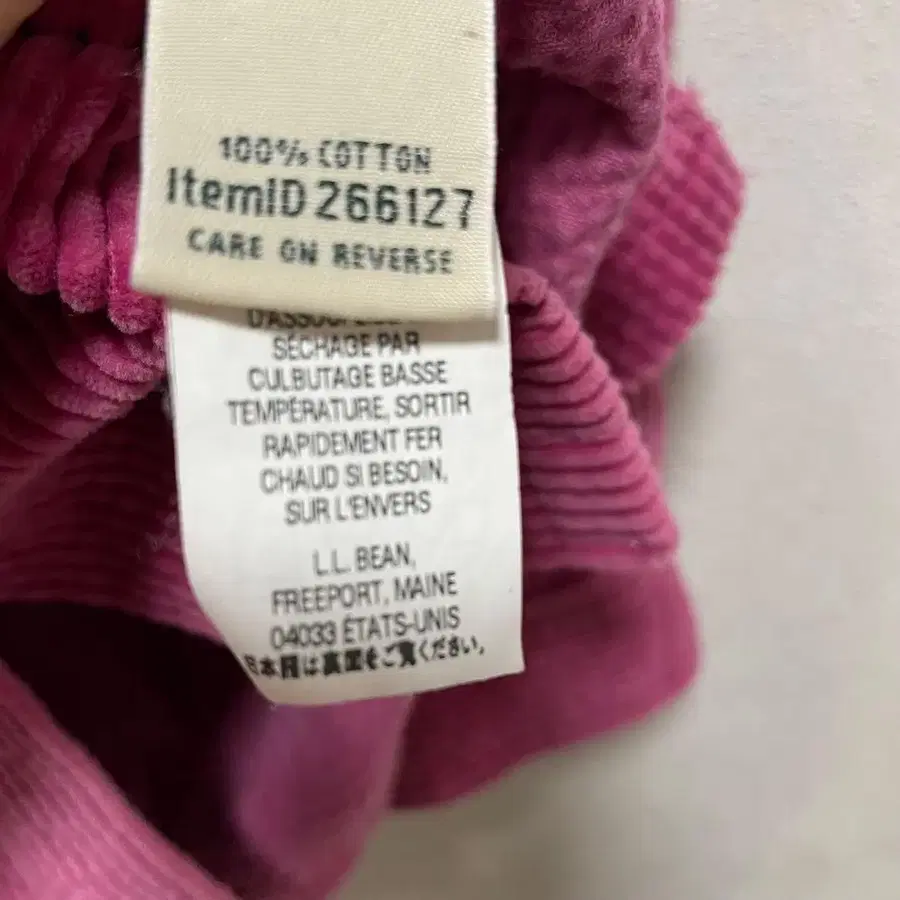 100% COTTON
ItemID 266127
CARE ON REVERSE
SÉCHAGE PAR
CULBUTAGE BASSE
TEMPÉRATURE, SORTIR
RAPIDEMENT FER
CHAUD SI BESOIN,
SUR L'ENVERS
L.L. BEAN,
FREEPORT, MAINE
04033 ÉTATS-UNIS
日本語は裏面をご覧ください。